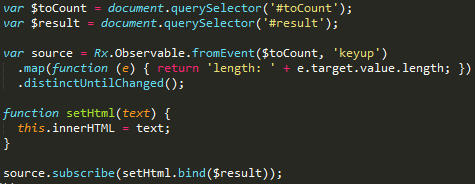 var $toCount = document.querySelector('#toCount');
var $result = document.querySelector('#result');
var source = Rx.Observable.fromEvent($toCount, 'keyup')
.map(function (e) { return 'length: ' + e.target.value.length; })
.distinctUntilChanged();
function setHtml(text) {
this.innerHTML = text;
}
source.subscribe(setHtml.bind($result));